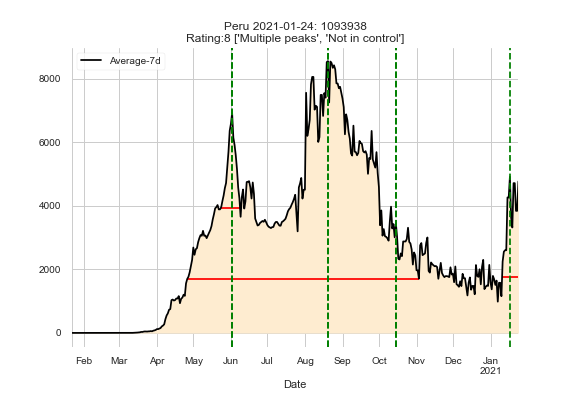 Peru 2021-01-24: 1093938
Rating:8 ['Multiple peaks', 'Not in control']
Average-7d
8000
6000
4000
2000
0
Feb Mar Apr May Jun Jul Aug Sep Oct Nov Dec Jan
2021
Date